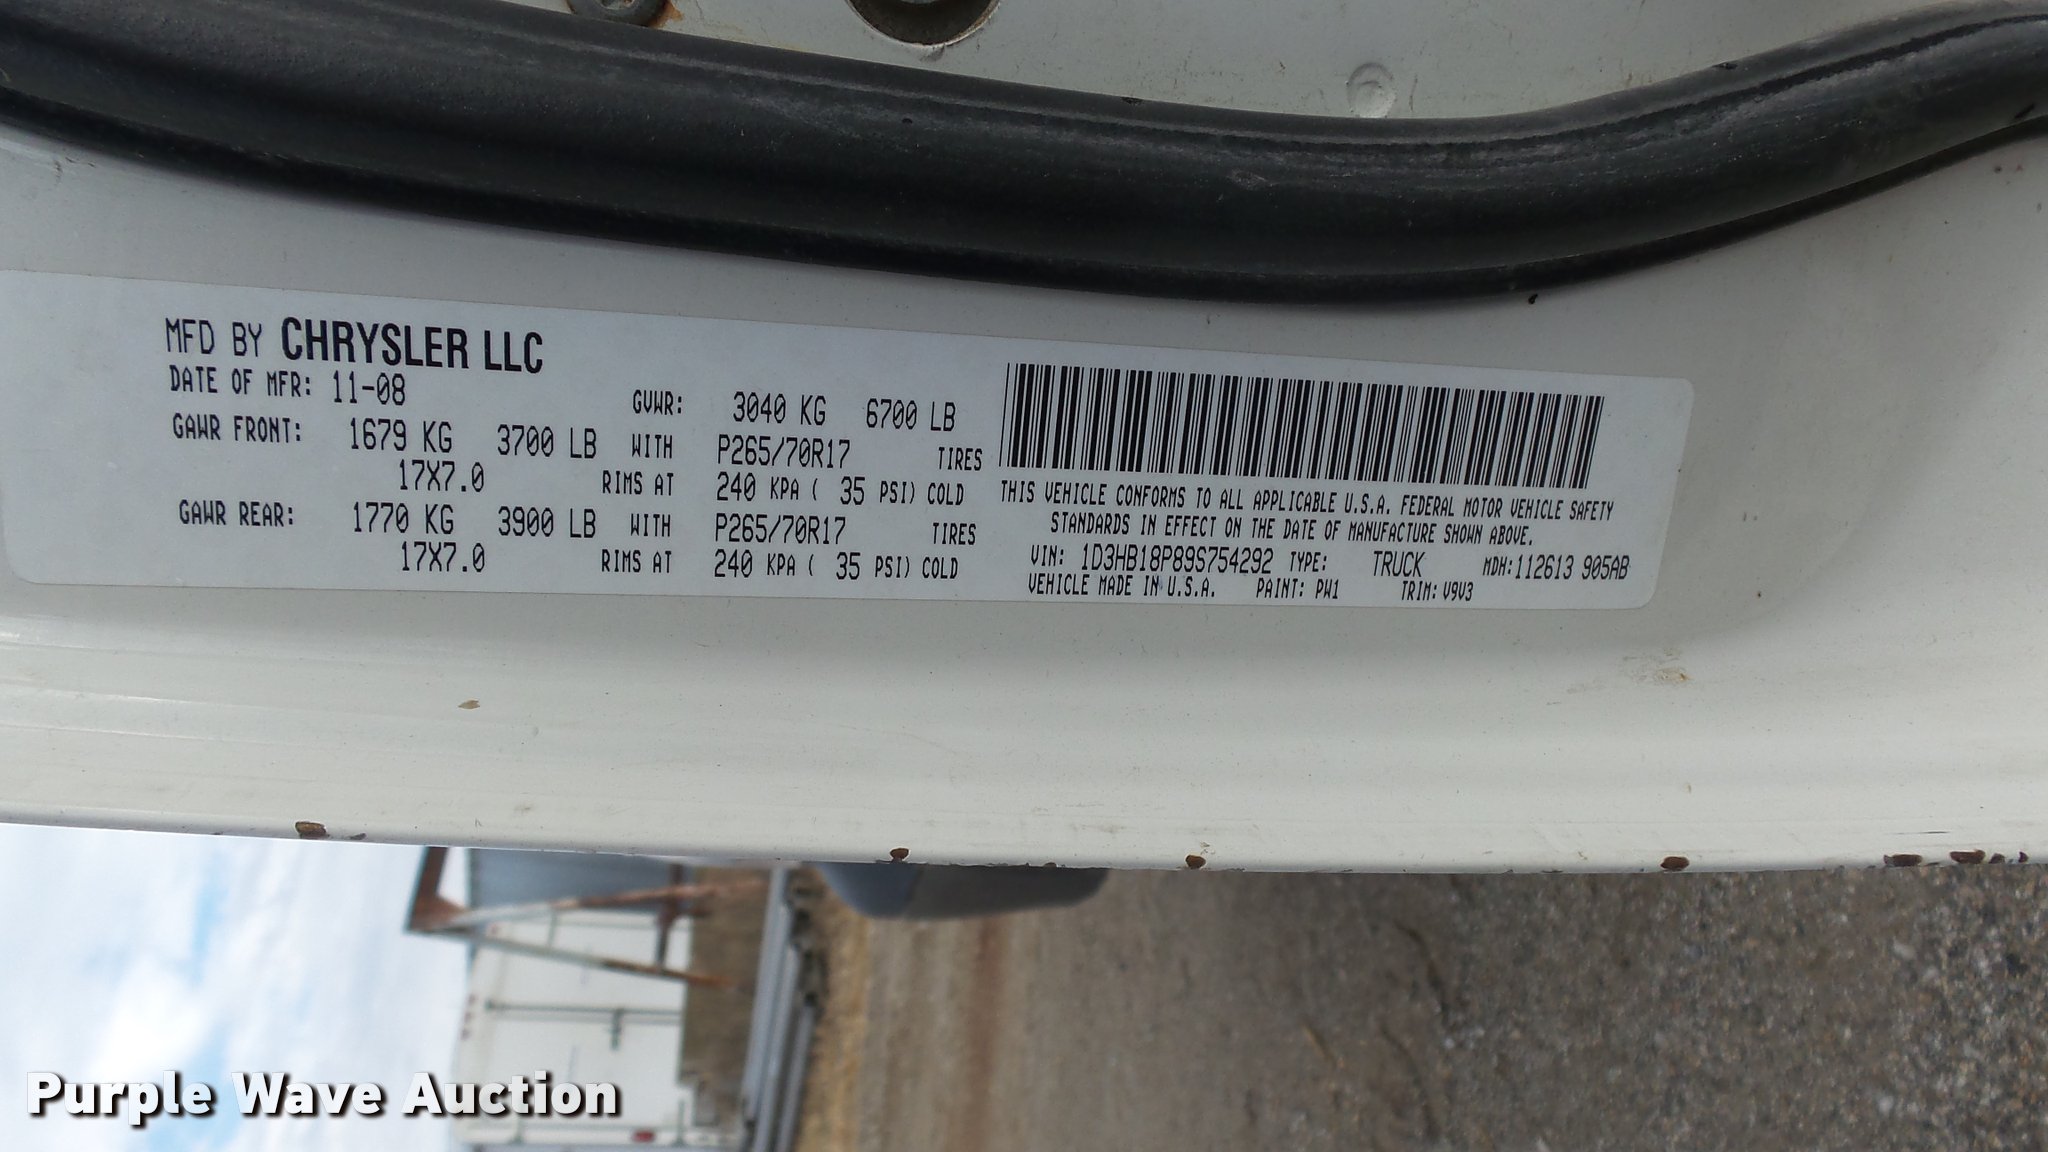 MFD BY CHRYSLER LLC
DATE OF MFR: 11-08 GVWR: 3040 KG 6700 LB
GAWR FRONT: 1679 KG 3700 LB WITH P265/70R17 TIRES
17X7.0 RIMS AT 240 KPA ( 35 PSI) COLD
GAWR REAR: 1770 KG 3900 LB WITH P265/70R17 TIRES
17X7.0 RIMS AT 240 KPA ( 35 PSI) COLD
THIS VEHICLE CONFORMS TO ALL APPLICABLE U.S.A. FEDERAL MOTOR VEHICLE SAFETY
STANDARDS IN EFFECT ON THE DATE OF MANUFACTURE SHOWN ABOVE.
VIN: 1D3HB18P89S754292 TYPE: TRUCK MDH:112613 905AB
VEHICLE MADE IN U.S.A. PAINT: PW1 TRIM: V9V3
Purple Wave Auction